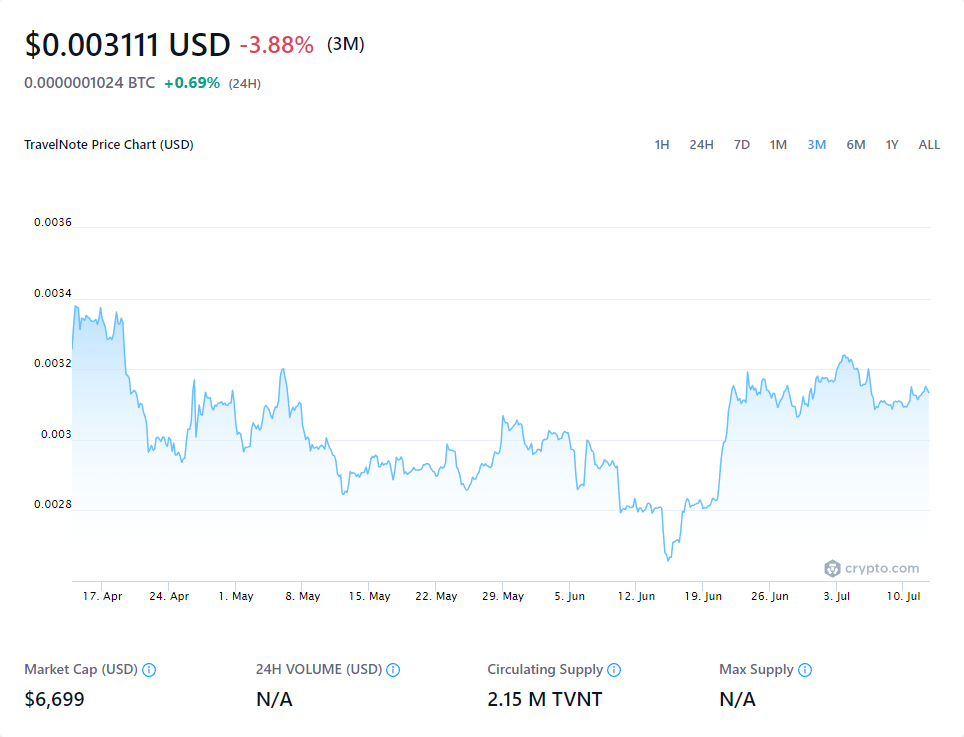 $0.003111 USD -3.88% (3M)
0.0000001024 BTC +0.69% (24H)
TravelNote Price Chart (USD) 1H 24H 7D 1M 3M 6M 1Y ALL
0.0036
0.0034
0.0032
0.003
0.0028
crypto.com
17. Apr 24. Apr 1. May 8. May 15. May 22. May 29. May 5. Jun 12. Jun 19. Jun 26. Jun 3. Jul 10. Jul
Market Cap (USD) 24H VOLUME (USD) Circulating Supply Max Supply
$6,699 N/A 2.15 M TVNT N/A